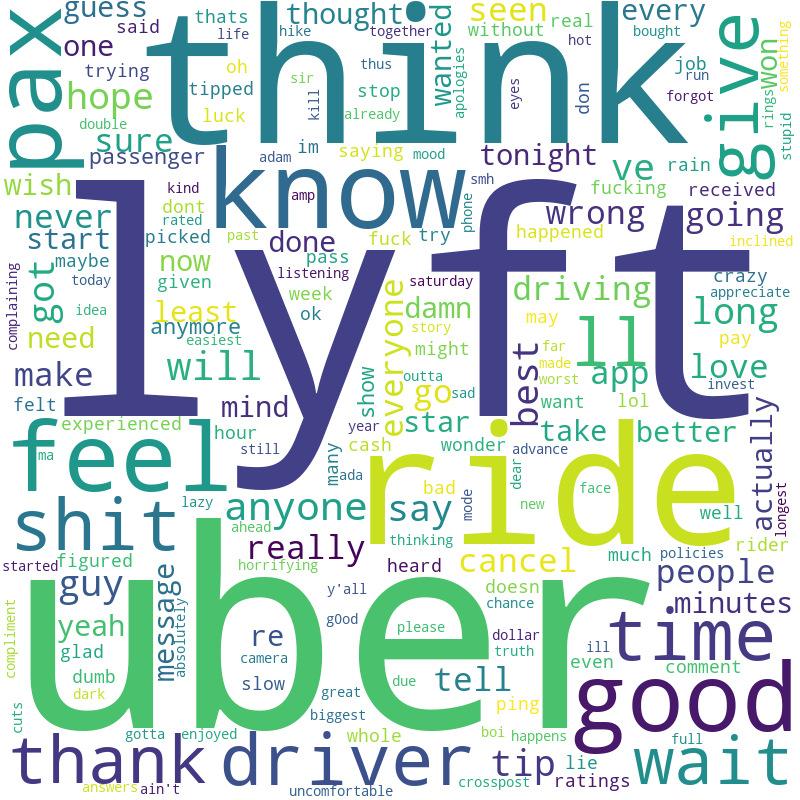 guess
thats
life
hike
together
thought
seen
every
bought
said
one
oh
thus
without
real
hot
something
pax
think
wanted
apologies
give
trying
tipped
sir
hope
luck
kill
already
stop
eyes
don
job
run
forgot
won
rings
stupid
double
sure
im
saying
mood
tonight
passenger
adam
ve
rain
wish
kind
know
amp
smh
fucking
received
dont
phone
wrong
going
never
rated
got
start
picked
past
done
fuck
try
happened
inclined
maybe
now
pass
listening
saturday
crazy
complaining
today
given
week
everyone
driving
appreciate
lyft
idea
least
ok
damn
ll
long
need
anymore
story
may
pay
easiest
might
far
made
best
make
will
outta
worst
app
love
show
go
sad
want
invest
felt
mind
year
star
lol
experienced
hour
cash
take
better
actually
feel
still
many
wonder
advance
ma
ada
ride
dear
bad
mode
face
lazy
anyone
say
new
well
longest
shit
ahead
really
heard
thinking
cancel
much
policies
rider
started
figured
horrifying
doesn
people
guy
message
absolutely
y'all
chance
minutes
yeah
g0od
please
dollar
ill
time
compliment
glad
re
camera
truth
even
comment
uber
dumb
slow
tell
good
dark
great
due
ping
cuts
biggest
gotta
enjoyed
whole
boi
happens
full
thank
driver
tip
lie
wait
answers
ain't
uncomfortable
crosspost
ratings